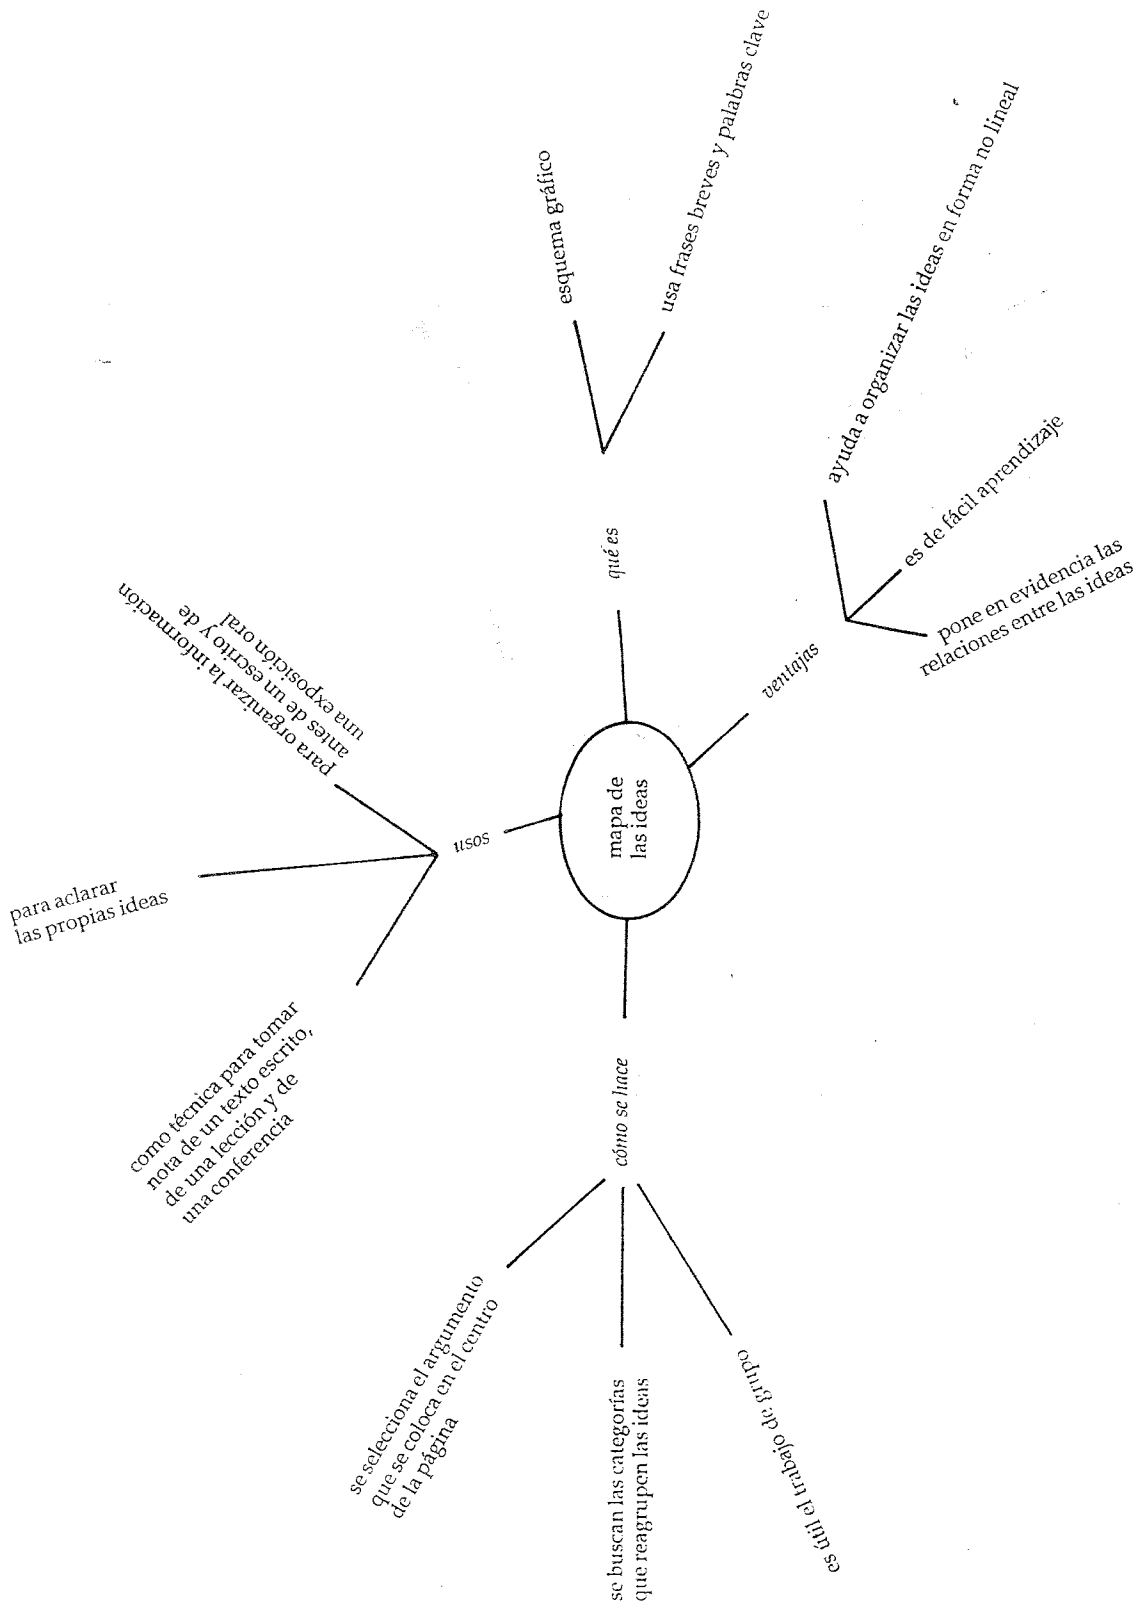 mapa de
las ideas
qué es
esquema gráfico
usa frases breves y palabras clave
ventajas
ayuda a organizar las ideas en forma no lineal
es de fácil aprendizaje
pone en evidencia las
relaciones entre las ideas
cómo se hace
se selecciona el argumento
que se coloca en el centro
de la página
se buscan las categorías
que reagrupen las ideas
es útil el trabajo de grupo
usos
para organizar la información
antes de un escrito y de
una exposición oral
para aclarar
las propias ideas
como técnica para tomar
nota de un texto escrito,
de una lección y de
una conferencia